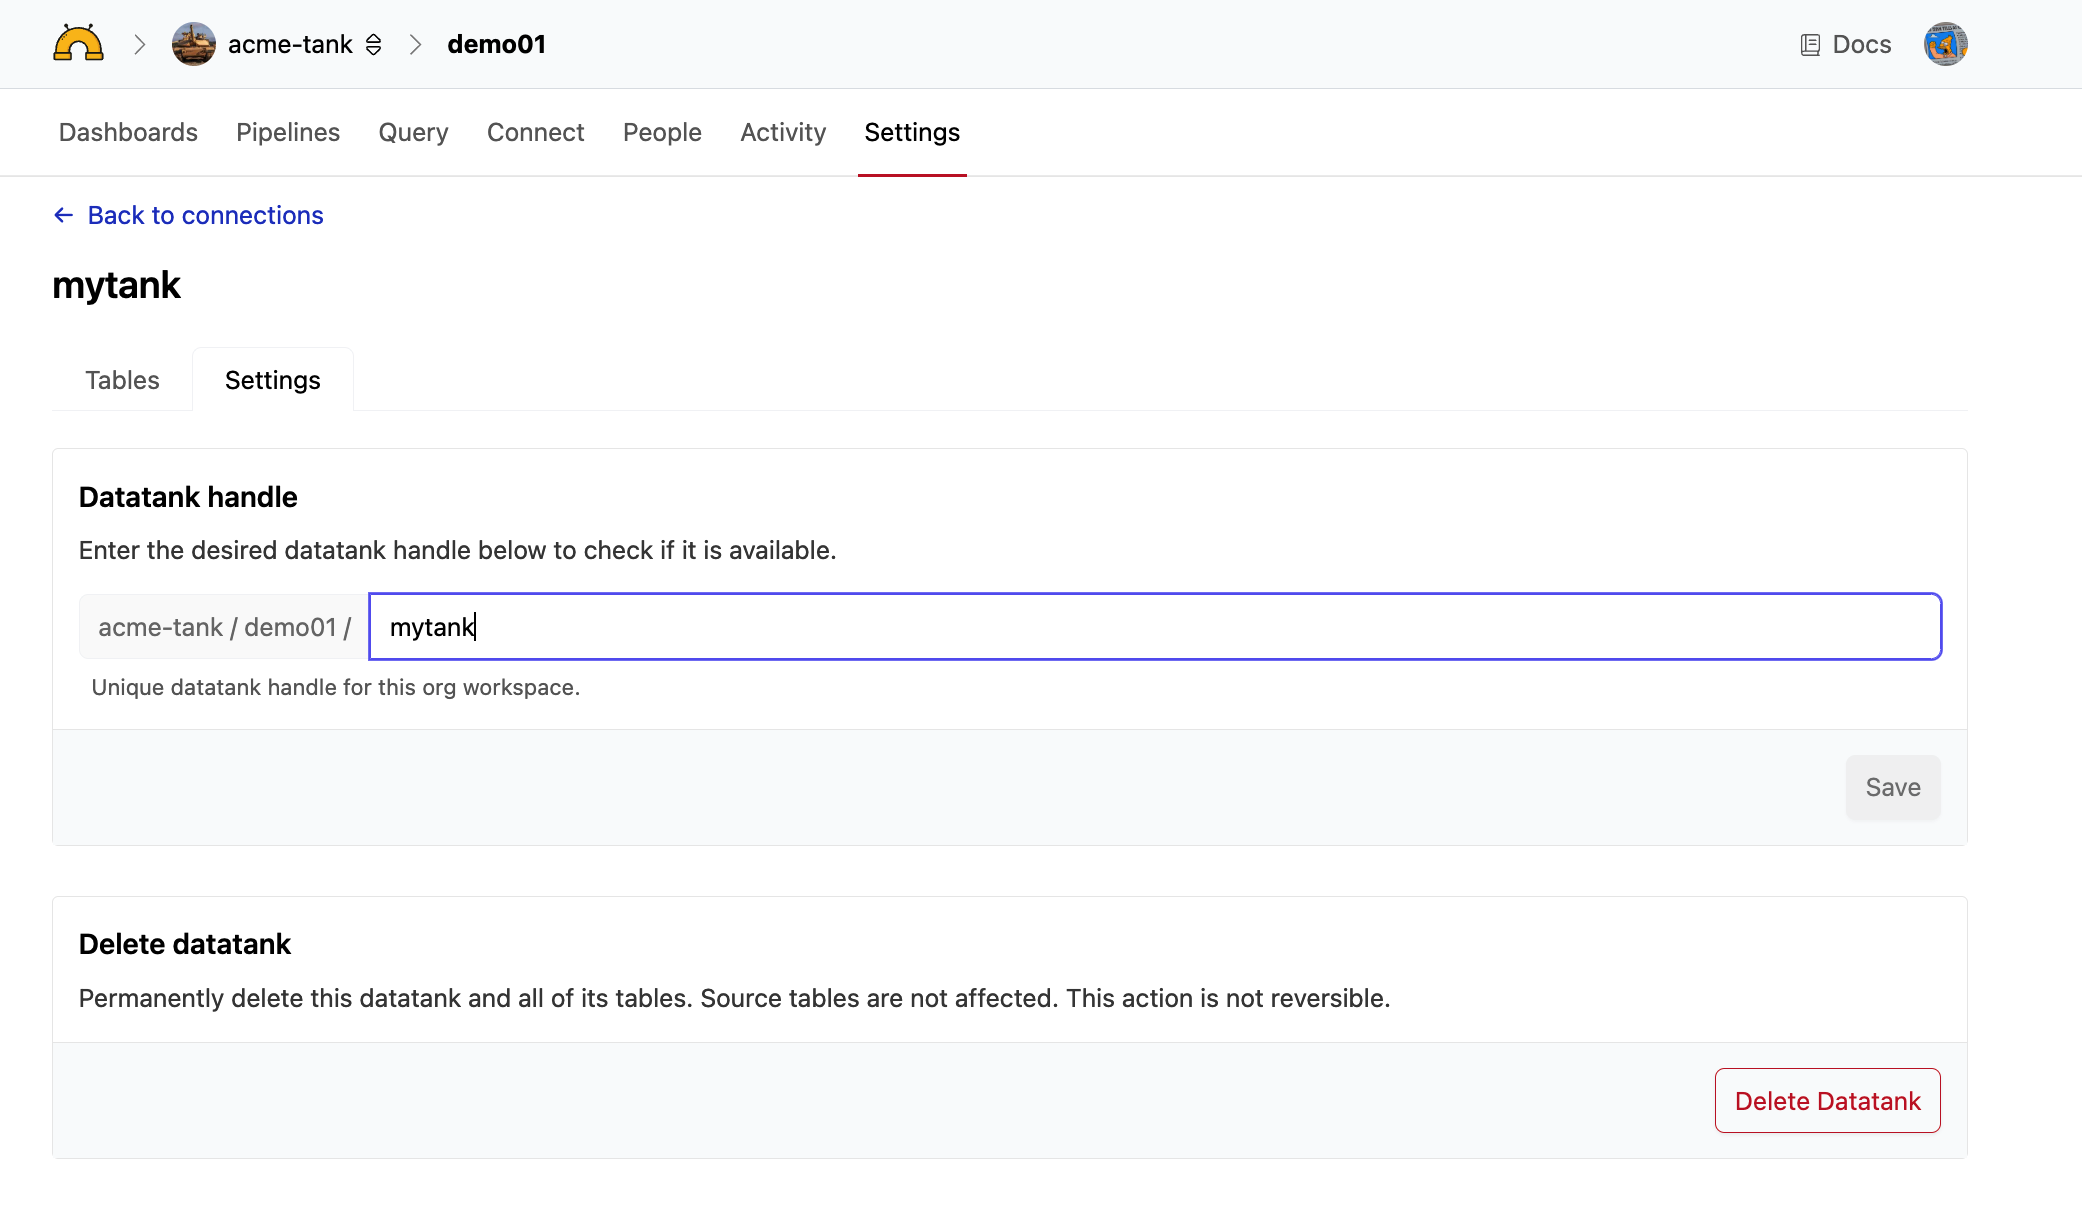 acme-tank demo01 Docs
Dashboards Pipelines Query Connect People Activity Settings
← Back to connections
mytank
Tables Settings
Datatank handle
Enter the desired datatank handle below to check if it is available.
acme-tank / demo01 / mytank
Unique datatank handle for this org workspace.
Save
Delete datatank
Permanently delete this datatank and all of its tables. Source tables are not affected. This action is not reversible.
Delete Datatank